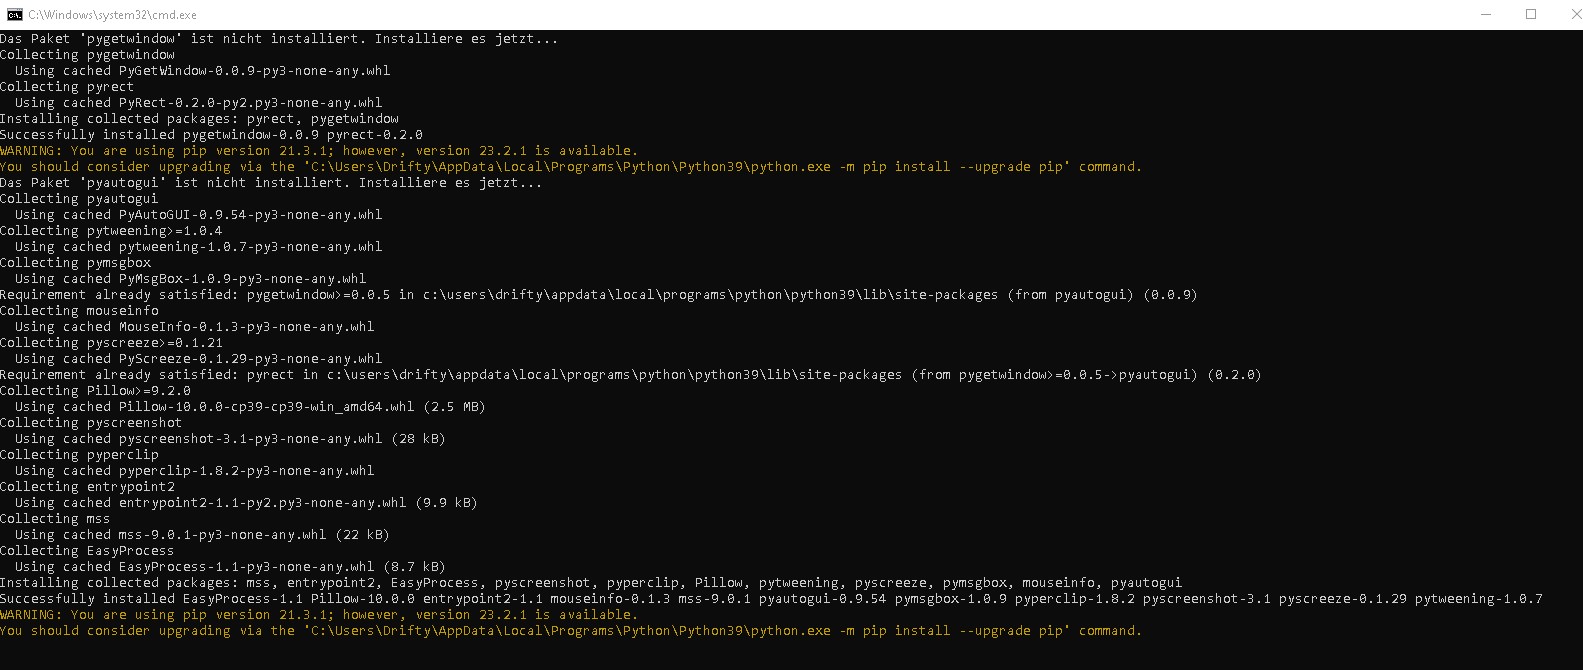 C:\Windows\system32\cmd.exe
Das Paket 'pygetwindow' ist nicht installiert. Installiere es jetzt...
Collecting pygetwindow
  Using cached PyGetWindow-0.0.9-py3-none-any.whl
Collecting pyrect
  Using cached PyRect-0.2.0-py2.py3-none-any.whl
Installing collected packages: pyrect, pygetwindow
Successfully installed pygetwindow-0.0.9 pyrect-0.2.0
WARNING: You are using pip version 21.3.1; however, version 23.2.1 is available.
You should consider upgrading via the 'C:\Users\Drifty\AppData\Local\Programs\Python\Python39\python.exe -m pip install --upgrade pip' command.
Das Paket 'pyautogui' ist nicht installiert. Installiere es jetzt...
Collecting pyautogui
  Using cached PyAutoGUI-0.9.54-py3-none-any.whl
Collecting pytweening>=1.0.4
  Using cached pytweening-1.0.7-py3-none-any.whl
Collecting pymsgbox
  Using cached PyMsgBox-1.0.9-py3-none-any.whl
Requirement already satisfied: pygetwindow>=0.0.5 in c:\users\drifty\appdata\local\programs\python\python39\lib\site-packages (from pyautogui) (0.0.9)
Collecting mouseinfo
  Using cached MouseInfo-0.1.3-py3-none-any.whl
Collecting pyscreeze>=0.1.21
  Using cached PyScreeze-0.1.29-py3-none-any.whl
Requirement already satisfied: pyrect in c:\users\drifty\appdata\local\programs\python\python39\lib\site-packages (from pygetwindow>=0.0.5->pyautogui) (0.2.0)
Collecting Pillow>=9.2.0
  Using cached Pillow-10.0.0-cp39-cp39-win_amd64.whl (2.5 MB)
Collecting pyscreenshot
  Using cached pyscreenshot-3.1-py3-none-any.whl (28 kB)
Collecting pyperclip
  Using cached pyperclip-1.8.2-py3-none-any.whl
Collecting entrypoint2
  Using cached entrypoint2-1.1-py2.py3-none-any.whl (9.9 kB)
Collecting mss
  Using cached mss-9.0.1-py3-none-any.whl (22 kB)
Collecting EasyProcess
  Using cached EasyProcess-1.1-py3-none-any.whl (8.7 kB)
Installing collected packages: mss, entrypoint2, EasyProcess, pyscreenshot, pyperclip, Pillow, pytweening, pyscreeze, pymsgbox, mouseinfo, pyautogui
Successfully installed EasyProcess-1.1 Pillow-10.0.0 entrypoint2-1.1 mouseinfo-0.1.3 mss-9.0.1 pyautogui-0.9.54 pymsgbox-1.0.9 pyperclip-1.8.2 pyscreenshot-3.1 pyscreeze-0.1.29 pytweening-1.0.7
WARNING: You are using pip version 21.3.1; however, version 23.2.1 is available.
You should consider upgrading via the 'C:\Users\Drifty\AppData\Local\Programs\Python\Python39\python.exe -m pip install --upgrade pip' command.